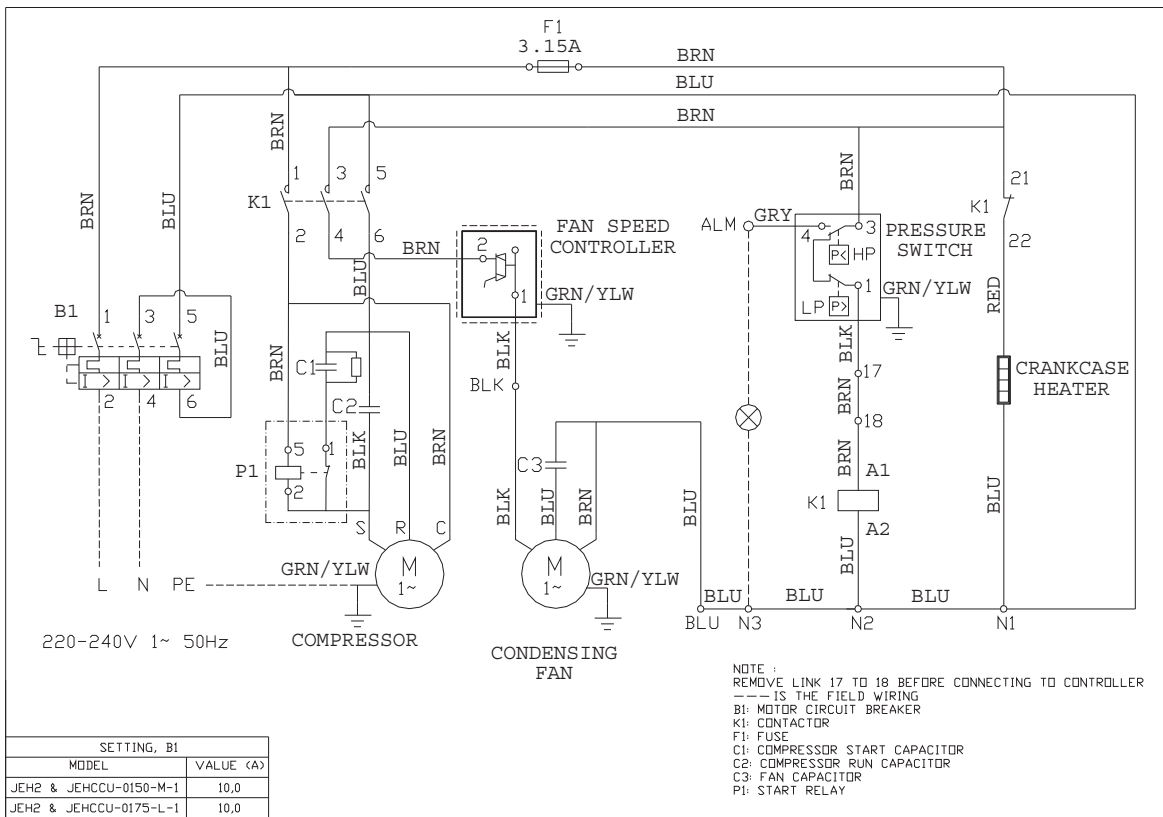 F1
3.15A
BRN
BLU
BRN
BRN
BRN
BLU
BRN
1 3 5
K1
2 4 6
BRN
BLU
2
1
FAN SPEED
CONTROLLER
GRN/YLW
ALM
GRY
4
3
PRESSURE
SWITCH
P<
HP
LP
P>
1
GRN/YLW
21
K1
22
RED
B1
1 3 5
BLU
I > I > I >
2 4 6
BRN
C1
C2
BLK
BLU
BRN
BLK
BLK
BLK
17
BRN
18
BRN
A1
K1
A2
BLU
CRANKCASE
HEATER
BLU
P1
5
1
2
C3
BLK
BLU
BRN
BLU
S R C
M
1~
M
1~
GRN/YLW
GRN/YLW
L N PE
COMPRESSOR
CONDENSING
FAN
220-240V 1~ 50Hz
BLU
BLU
BLU
BLU N3 N2 N1
NOTE :
REMOVE LINK 17 TO 18 BEFORE CONNECTING TO CONTROLLER
---- IS THE FIELD WIRING
B1: MOTOR CIRCUIT BREAKER
K1: CONTACTOR
F1: FUSE
C1: COMPRESSOR START CAPACITOR
C2: COMPRESSOR RUN CAPACITOR
C3: FAN CAPACITOR
P1: START RELAY
SETTING, B1
MODEL VALUE (A)
JEH2 & JEHCCU-0150-M-1 10,0
JEH2 & JEHCCU-0175-L-1 10,0